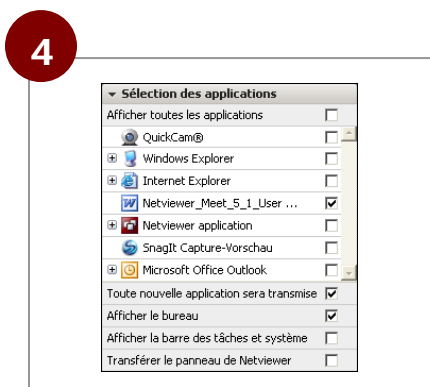 4
Sélection des applications
Afficher toutes les applications
QuickCam®
Windows Explorer
Internet Explorer
Netviewer_Meet_5_1_User ...
Netviewer application
SnagIt Capture-Vorschau
Microsoft Office Outlook
Toute nouvelle application sera transmise
Afficher le bureau
Afficher la barre des tâches et système
Transférer le panneau de Netviewer